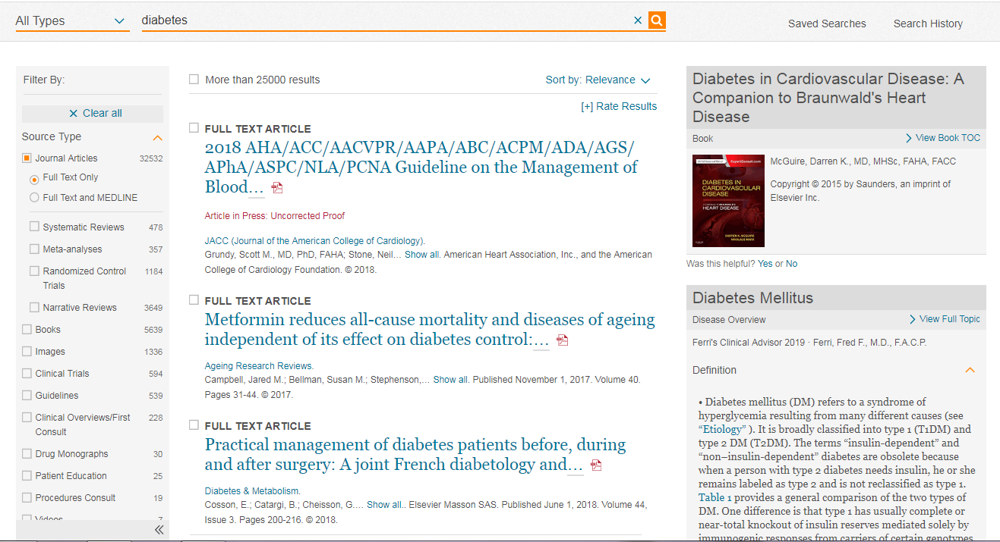 All Types
diabetes
Saved Searches
Search History
Filter By:
Clear all
Source Type
Journal Articles 32532
Full Text Only
Full Text and MEDLINE
Systematic Reviews 478
Meta-analyses 357
Randomized Control 1184
Trials
Narrative Reviews 3649
Books 5639
Images 1336
Clinical Trials 594
Guidelines 539
Clinical Overviews/First 228
Consult
Drug Monographs 30
Patient Education 25
Procedures Consult 19
Videos 7
More than 25000 results
Sort by: Relevance
[+] Rate Results
FULL TEXT ARTICLE
2018 AHA/ACC/AACVPR/AAPA/ABC/ACPM/ADA/AGS/
APhA/ASPC/NLA/PCNA Guideline on the Management of
Blood…
Article in Press: Uncorrected Proof
JACC (Journal of the American College of Cardiology).
Grundy, Scott M., MD, PhD, FAHA; Stone, Neil… Show all. American Heart Association, Inc., and the American
College of Cardiology Foundation. © 2018.
FULL TEXT ARTICLE
Metformin reduces all-cause mortality and diseases of ageing
independent of its effect on diabetes control:…
Ageing Research Reviews.
Campbell, Jared M.; Bellman, Susan M.; Stephenson,… Show all. Published November 1, 2017. Volume 40.
Pages 31-44. © 2017.
FULL TEXT ARTICLE
Practical management of diabetes patients before, during
and after surgery: A joint French diabetology and…
Diabetes & Metabolism.
Cosson, E.; Catargi, B.; Cheisson, G.… Show all.. Elsevier Masson SAS. Published June 1, 2018. Volume 44,
Issue 3. Pages 200-216. © 2018.
Diabetes in Cardiovascular Disease: A
Companion to Braunwald's Heart
Disease
Book
View Book TOC
ExpertConsult.com
DIABETES IN
CARDIOVASCULAR
DISEASE
HEART DISEASE
DARREN K. McGUIRE
McGuire, Darren K., MD, MHSc, FAHA, FACC
Copyright © 2015 by Saunders, an imprint of
Elsevier Inc.
Was this helpful? Yes or No
Diabetes Mellitus
Disease Overview
View Full Topic
Ferri's Clinical Advisor 2019 · Ferri, Fred F., M.D., F.A.C.P.
Definition
• Diabetes mellitus (DM) refers to a syndrome of
hyperglycemia resulting from many different causes (see
“Etiology” ). It is broadly classified into type 1 (T1DM) and
type 2 DM (T2DM). The terms “insulin-dependent” and
“non–insulin-dependent” diabetes are obsolete because
when a person with type 2 diabetes needs insulin, he or she
remains labeled as type 2 and is not reclassified as type 1.
Table 1 provides a general comparison of the two types of
DM. One difference is that type 1 has usually complete or
near-total knockout of insulin reserves mediated solely by
immunogenic responses from carriers of certain genotypes,